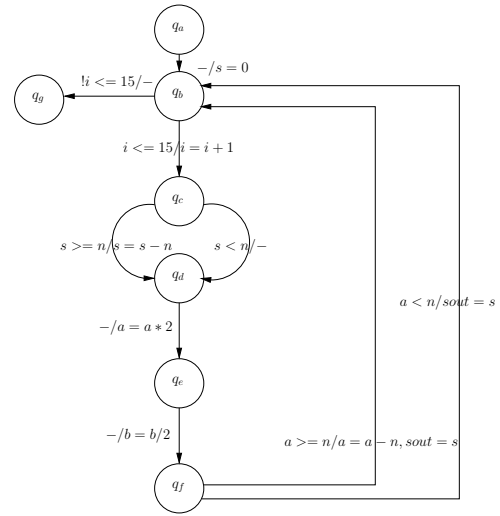 q_a
-/s = 0
!i <= 15/-
q_b
q_g
i <= 15/i = i + 1
q_c
s >= n/s = s - n
s < n/-
q_d
a < n/sout = s
-/a = a * 2
q_e
-/b = b/2
a >= n/a = a - n, sout = s
q_f